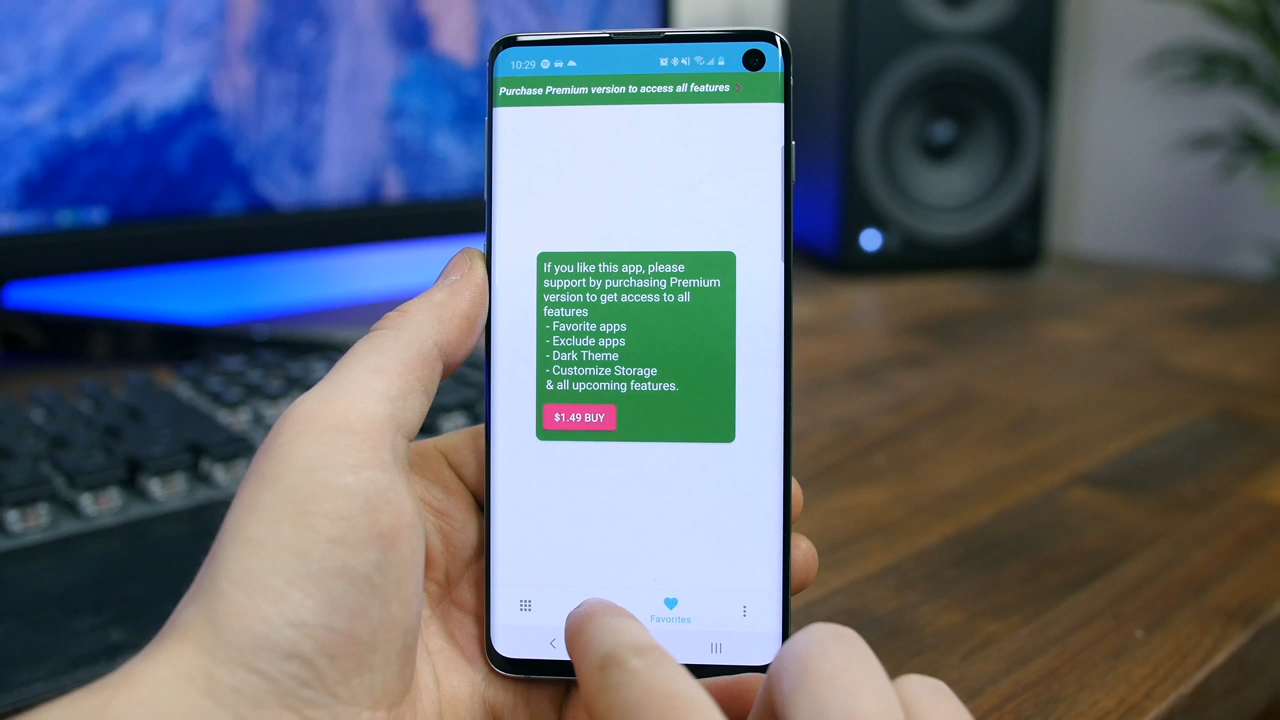 10:29
Purchase Premium version to access all features >
If you like this app, please
support by purchasing Premium
version to get access to all
features
- Favorite apps
- Exclude apps
- Dark Theme
- Customize Storage
& all upcoming features.
$1.49 BUY
Favorites